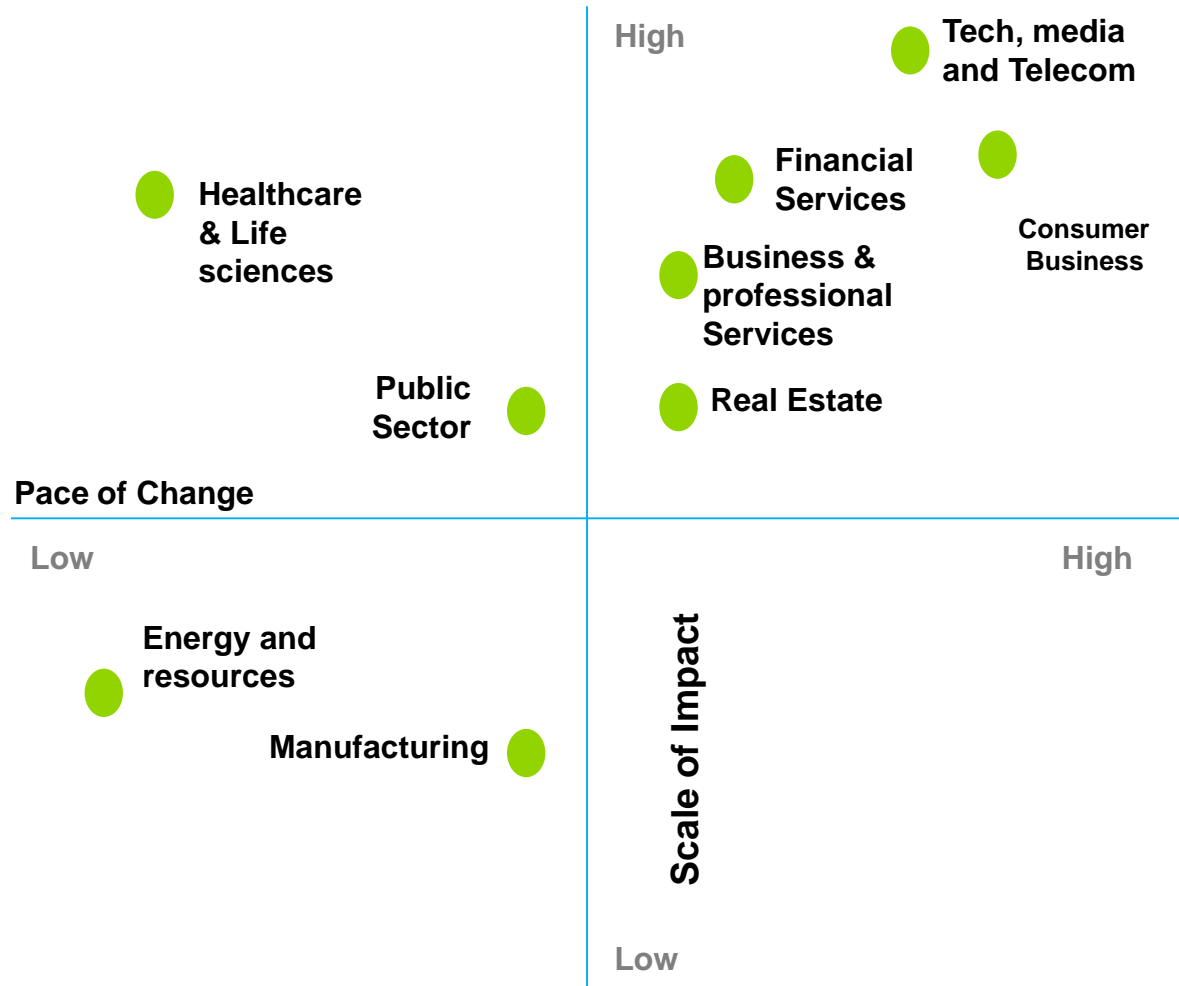 High
Tech, media
and Telecom
Financial
Services
Healthcare
& Life
sciences
Consumer
Business
Business &
professional
Services
Public
Sector
Real Estate
Pace of Change
Low
High
Energy and
resources
Manufacturing
Scale of Impact
Low